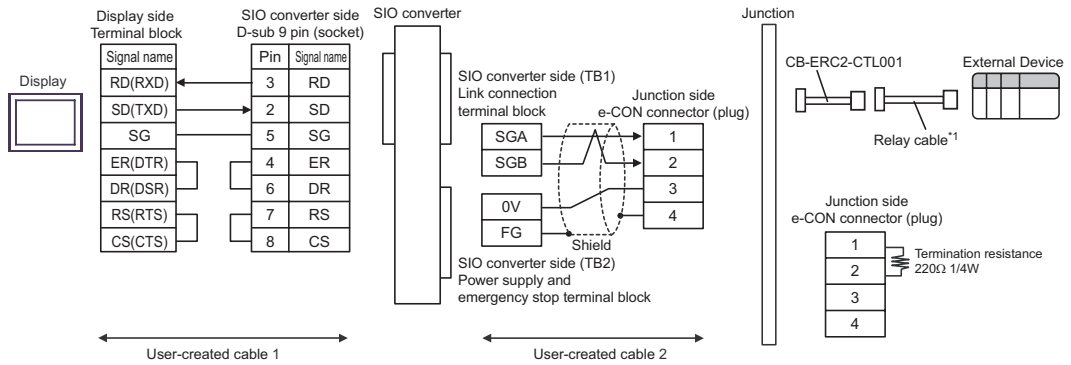 Display
Display side
Terminal block
Signal name
RD(RXD)
SD(TXD)
SG
ER(DTR)
DR(DSR)
RS(RTS)
CS(CTS)
SIO converter side
D-sub 9 pin (socket)
Pin Signal name
3 RD
2 SD
5 SG
4 ER
6 DR
7 RS
8 CS
User-created cable 1
SIO converter
SIO converter side (TB1)
Link connection
terminal block
SGA
SGB
0V
FG
Shield
SIO converter side (TB2)
Power supply and
emergency stop terminal block
Junction side
e-CON connector (plug)
1
2
3
4
User-created cable 2
Junction
CB-ERC2-CTL001
External Device
Relay cable*1
Junction side
e-CON connector (plug)
1
2
3
4
Termination resistance
220Ω 1/4W